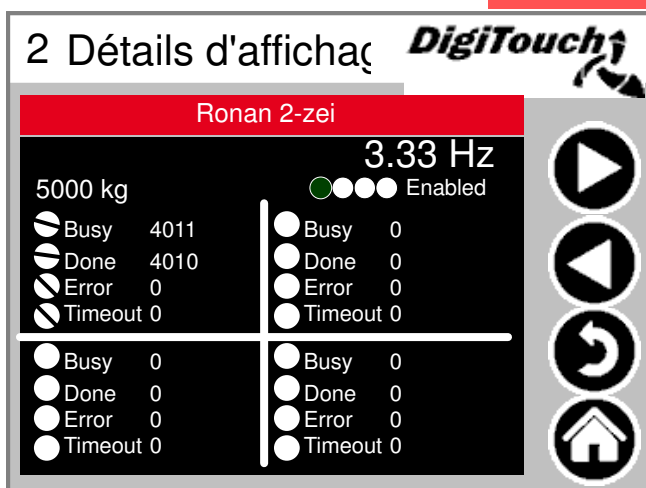 2 Détails d'affichag
DigiTouch
Ronan 2-zei
3.33 Hz
5000 kg
Enabled
Busy 4011
Done 4010
Error 0
Timeout 0
Busy 0
Done 0
Error 0
Timeout 0
Busy 0
Done 0
Error 0
Timeout 0
Busy 0
Done 0
Error 0
Timeout 0